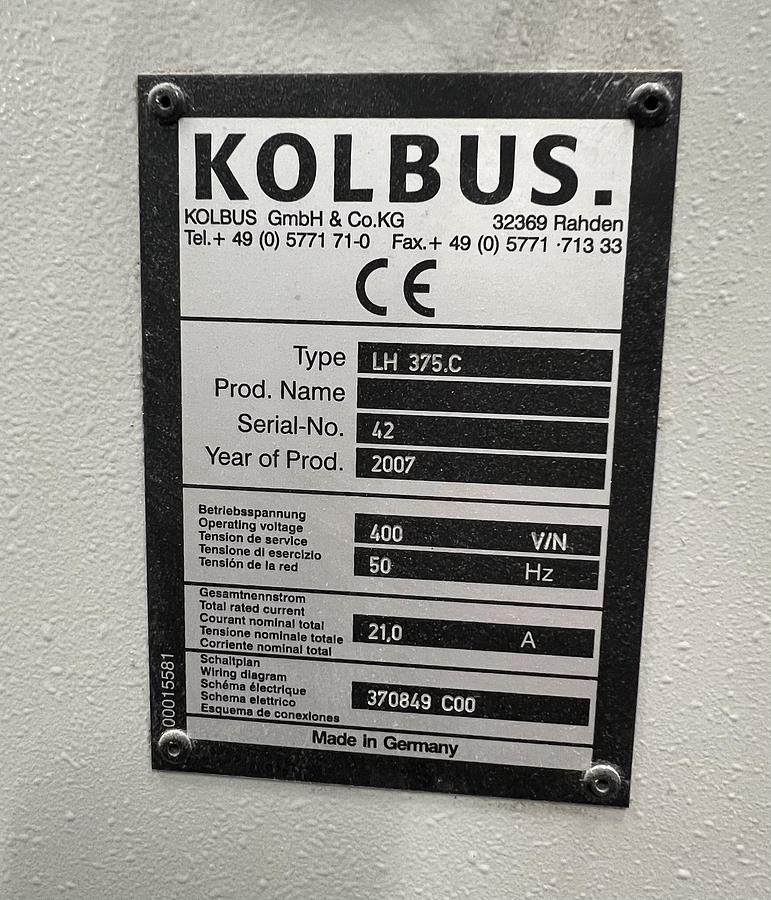 KOLBUS.
KOLBUS GmbH & Co.KG 32369 Rahden
Tel.+ 49 (0) 5771 71-0 Fax.+ 49 (0) 5771 ·713 33
CE
Type LH 375.C
Prod. Name
Serial-No. 42
Year of Prod. 2007
Betriebsspannung
Operating voltage
Tension de service
Tensione di esercizio
Tensión de la red
400 V/N
50 Hz
Gesamtnennstrom
Total rated current
Courant nominal total
Tensione nominale totale
Corriente nominal total
21,0 A
Schaltplan
Wiring diagram
Schéma électrique
Schema elettrico
Esquema de conexiones
370849 C00
Made in Germany
00015581